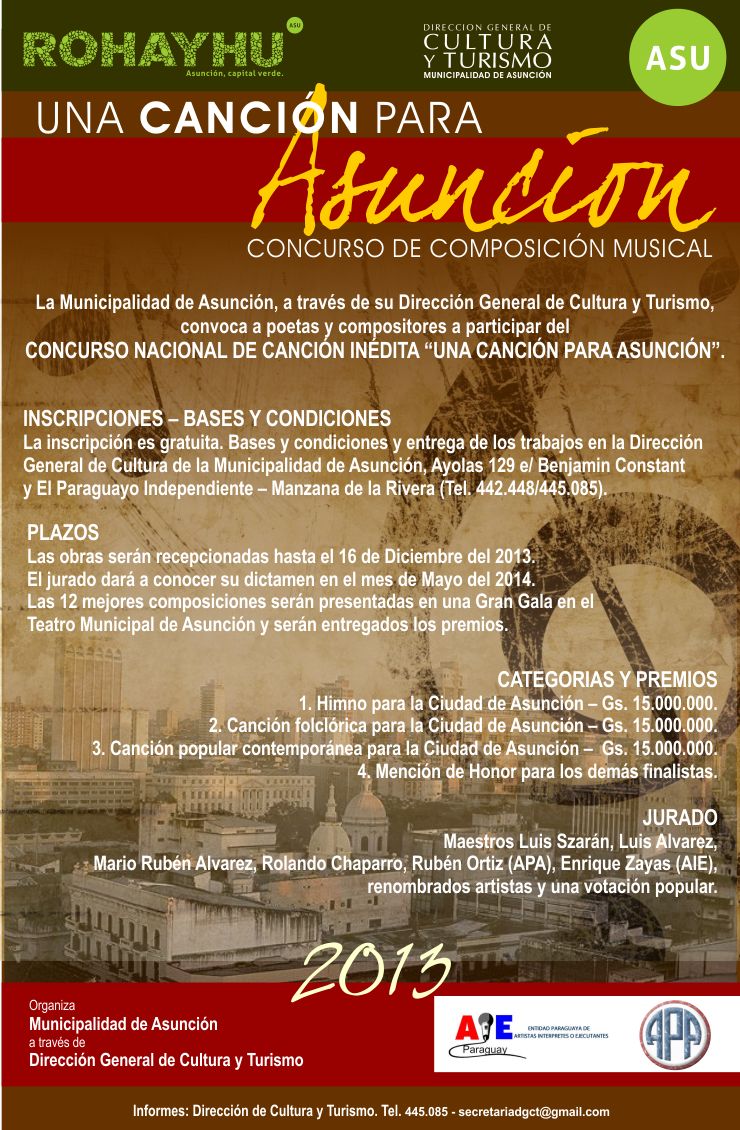 ROHAYHU
ASU
Asunción, capital verde.
DIRECCION GENERAL DE
CULTURA
Y TURISMO
MUNICIPALIDAD DE ASUNCIÓN
ASU
UNA CANCIÓN PARA
Asuncion
CONCURSO DE COMPOSICIÓN MUSICAL
La Municipalidad de Asunción, a través de su Dirección General de Cultura y Turismo,
convoca a poetas y compositores a participar del
CONCURSO NACIONAL DE CANCIÓN INÉDITA “UNA CANCIÓN PARA ASUNCIÓN”.
INSCRIPCIONES – BASES Y CONDICIONES
La inscripción es gratuita. Bases y condiciones y entrega de los trabajos en la Dirección
General de Cultura de la Municipalidad de Asunción, Ayolas 129 e/ Benjamin Constant
y El Paraguayo Independiente – Manzana de la Rivera (Tel. 442.448/445.085).
PLAZOS
Las obras serán recepcionadas hasta el 16 de Diciembre del 2013.
El jurado dará a conocer su dictamen en el mes de Mayo del 2014.
Las 12 mejores composiciones serán presentadas en una Gran Gala en el
Teatro Municipal de Asunción y serán entregados los premios.
CATEGORIAS Y PREMIOS
1. Himno para la Ciudad de Asunción – Gs. 15.000.000.
2. Canción folclórica para la Ciudad de Asunción – Gs. 15.000.000.
3. Canción popular contemporánea para la Ciudad de Asunción – Gs. 15.000.000.
4. Mención de Honor para los demás finalistas.
JURADO
Maestros Luis Szarán, Luis Alvarez,
Mario Rubén Alvarez, Rolando Chaparro, Rubén Ortiz (APA), Enrique Zayas (AIE),
renombrados artistas y una votación popular.
2013
Organiza
Municipalidad de Asunción
a través de
Dirección General de Cultura y Turismo
AIE
Paraguay
ENTIDAD PARAGUAYA DE
ARTISTAS INTERPRETES O EJECUTANTES
APA
Informes: Dirección de Cultura y Turismo. Tel. 445.085 - secretariadgct@gmail.com